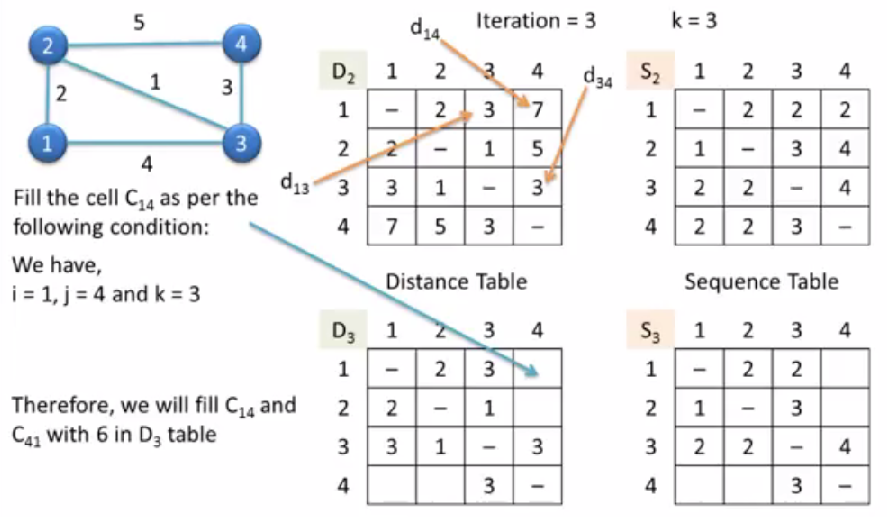 Iteration = 3 k = 3
5
2 4
2 1 3
1 3
4
d₁₄
d₃₄
d₁₃
D₂ 1 2 3 4
1 – 2 3 7
2 2 – 1 5
3 3 1 – 3
4 7 5 3 –
S₂ 1 2 3 4
1 – 2 2 2
2 1 – 3 4
3 2 2 – 4
4 2 2 3 –
Fill the cell C₁₄ as per the
following condition:
We have,
i = 1, j = 4 and k = 3
Distance Table
Sequence Table
D₃ 1 2 3 4
1 – 2 3
2 2 – 1
3 3 1 – 3
4 3 –
S₃ 1 2 3 4
1 – 2 2
2 1 – 3
3 2 2 – 4
4 3 –
Therefore, we will fill C₁₄ and
C₄₁ with 6 in D₃ table